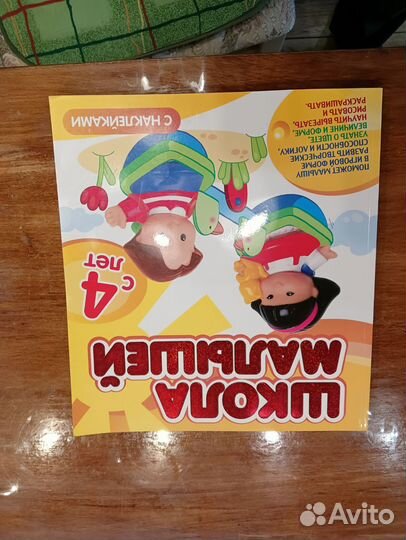 ШКОЛА
МАЛЫШЕЙ
С 4
ЛЕТ
ПОМОЖЕТ МАЛЫШУ
В ИГРОВОЙ ФОРМЕ
РАЗВИТЬ ТВОРЧЕСКИЕ
СПОСОБНОСТИ И ЛОГИКУ,
УЗНАТЬ О ЦВЕТЕ,
ВЕЛИЧИНЕ И ФОРМЕ,
НАУЧИТЬ ВЫРЕЗАТЬ,
РИСОВАТЬ И
РАСКРАШИВАТЬ.
С НАКЛЕЙКАМИ
Avito